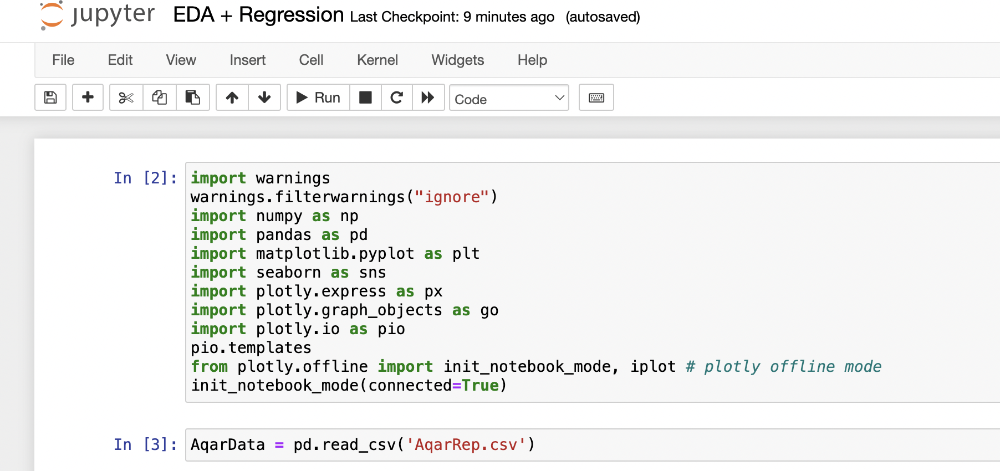 jupyter EDA + Regression Last Checkpoint: 9 minutes ago (autosaved)
File Edit View Insert Cell Kernel Widgets Help
Run Code
In [2]: import warnings
warnings.filterwarnings("ignore")
import numpy as np
import pandas as pd
import matplotlib.pyplot as plt
import seaborn as sns
import plotly.express as px
import plotly.graph_objects as go
import plotly.io as pio
pio.templates
from plotly.offline import init_notebook_mode, iplot # plotly offline mode
init_notebook_mode(connected=True)
In [3]: AqarData = pd.read_csv('AqarRep.csv')